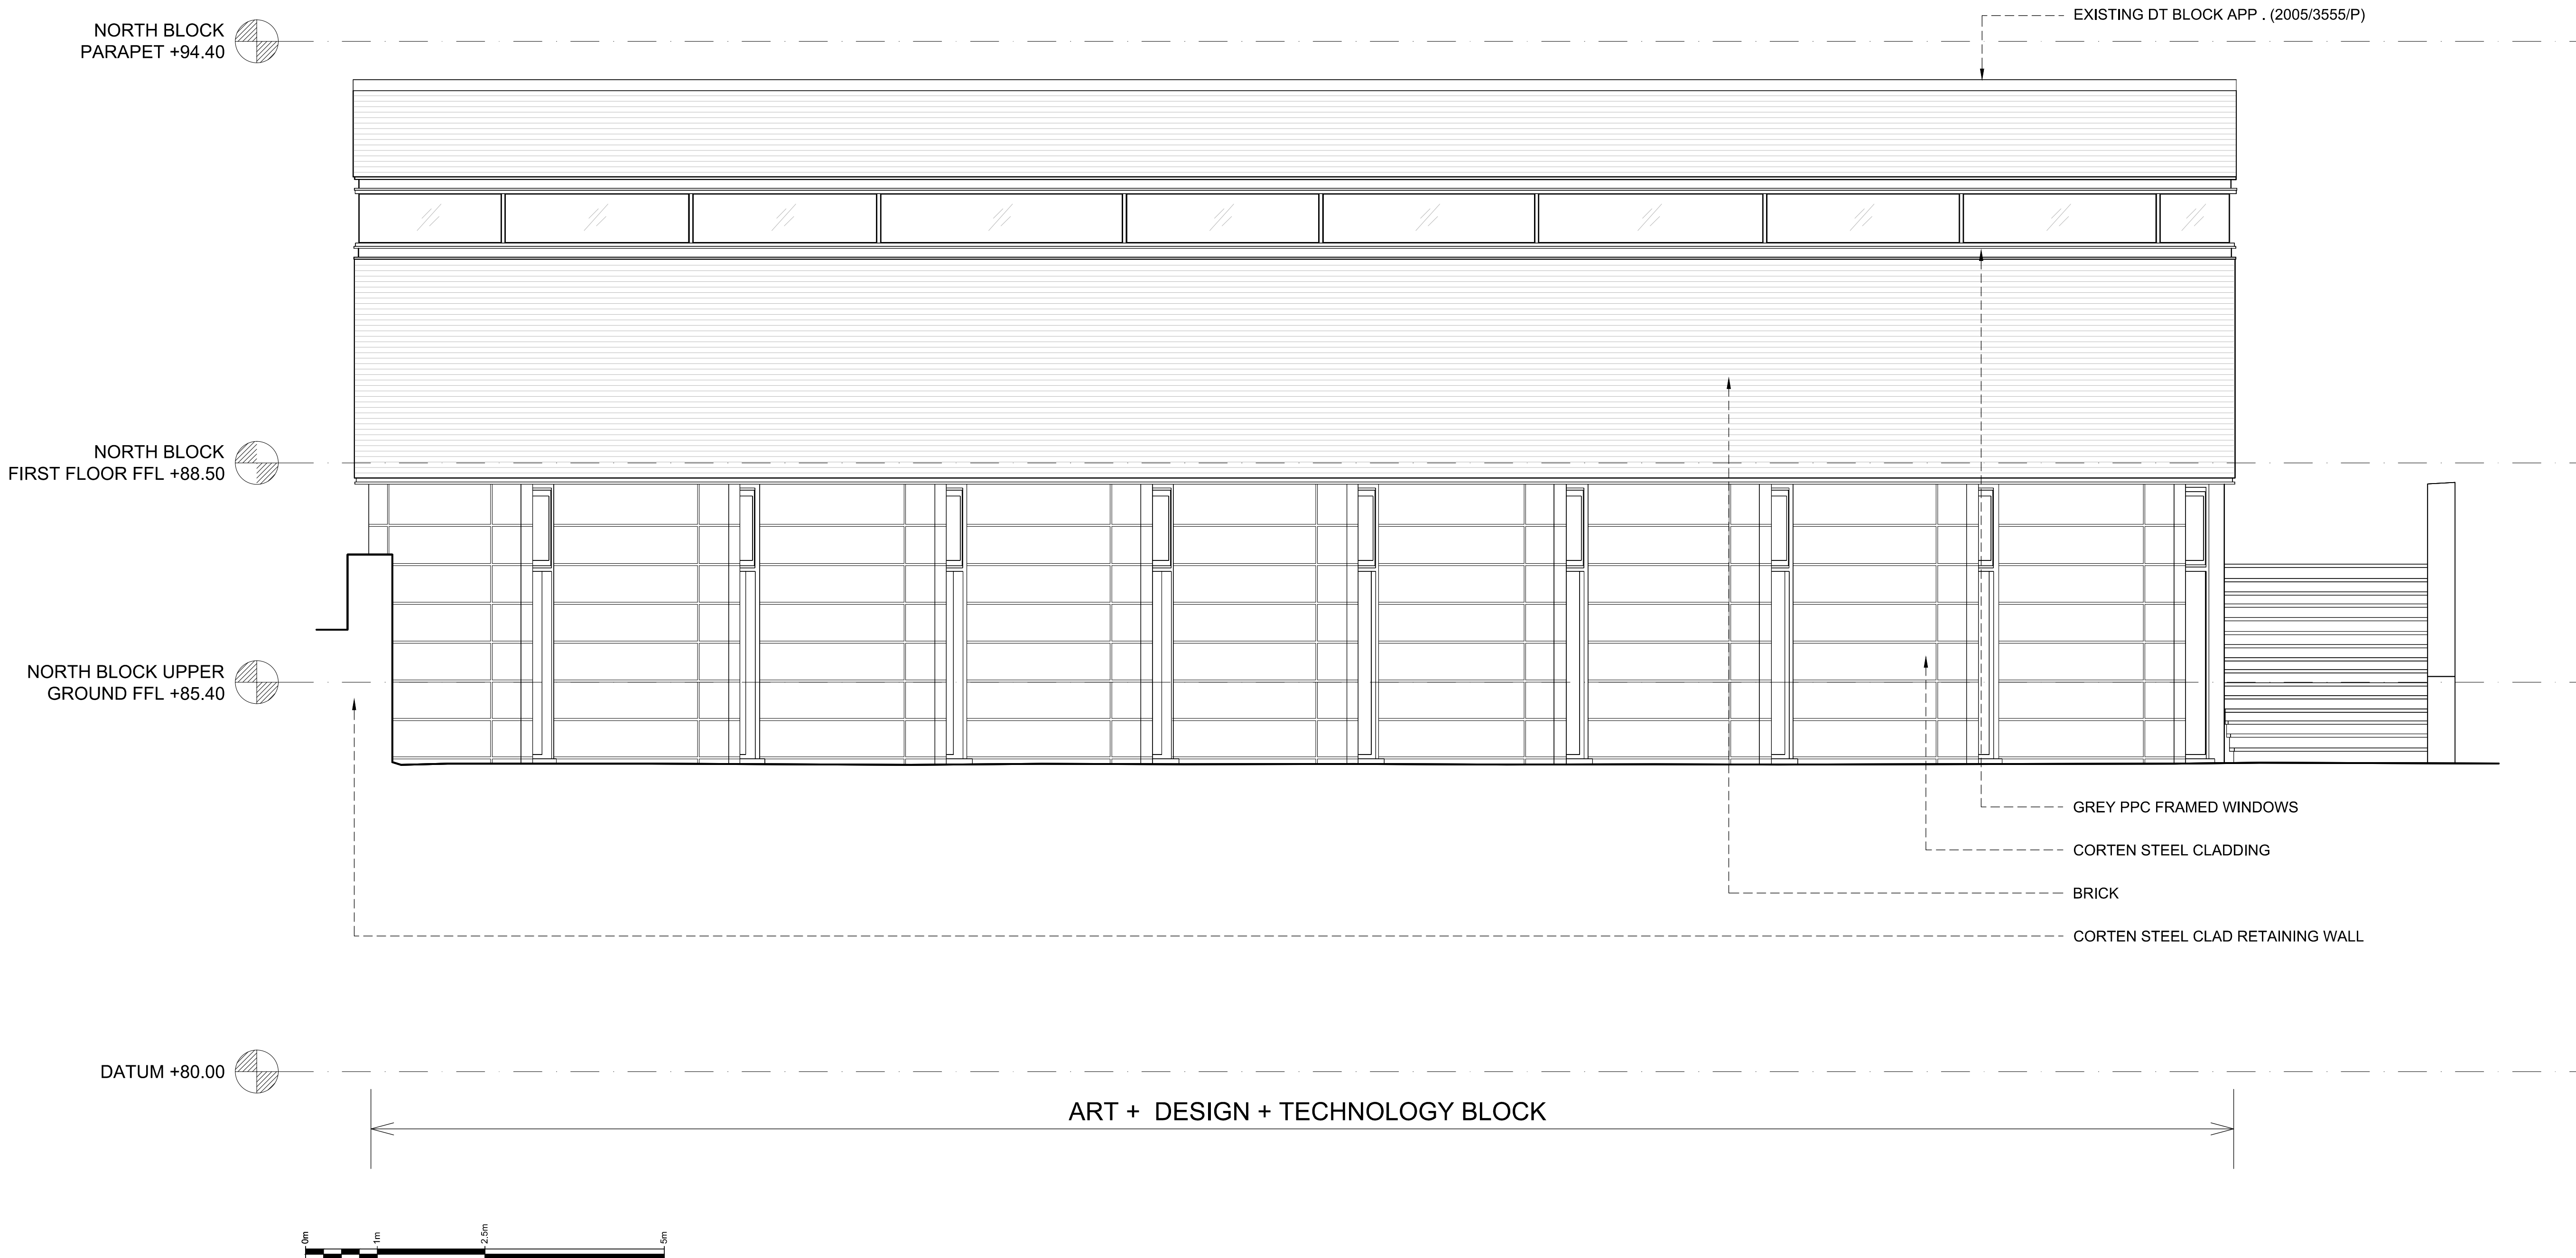 EXISTING DT BLOCK APP . (2005/3555/P)
NORTH BLOCK
PARAPET +94.40
NORTH BLOCK
FIRST FLOOR FFL +88.50
NORTH BLOCK UPPER
GROUND FFL +85.40
GREY PPC FRAMED WINDOWS
CORTEN STEEL CLADDING
BRICK
CORTEN STEEL CLAD RETAINING WALL
DATUM +80.00
ART + DESIGN + TECHNOLOGY BLOCK
0m 1m 2.5m 5m